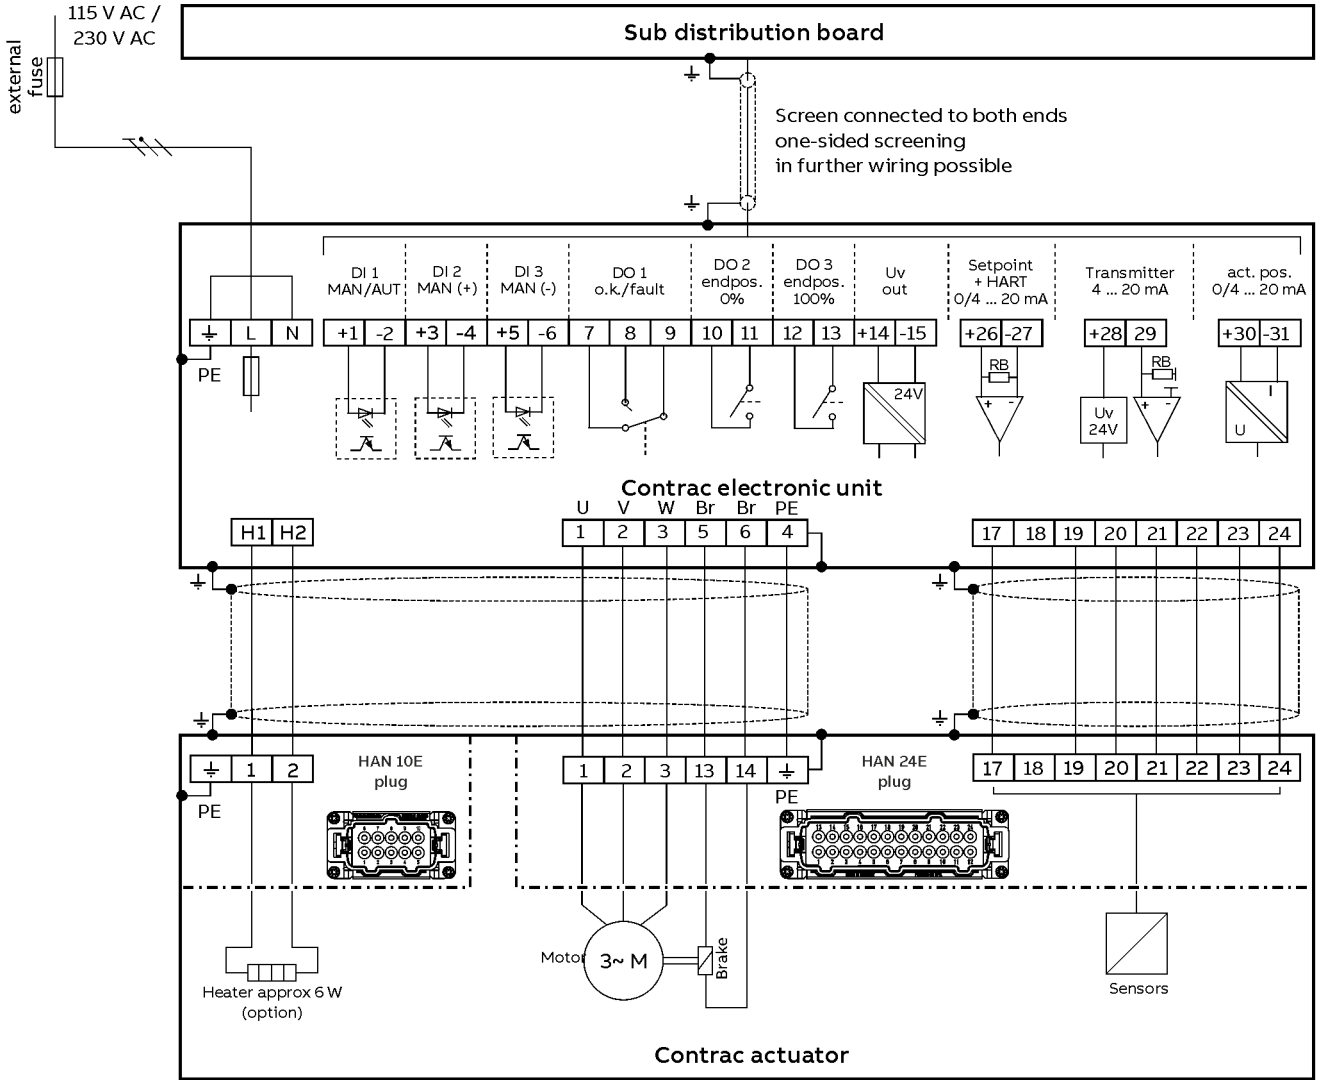 115 V AC /
230 V AC
external
fuse
Sub distribution board
Screen connected to both ends
one-sided screening
in further wiring possible
DI 1
MAN/AUT
DI 2
MAN (+)
DI 3
MAN (-)
DO 1
o.k./fault
DO 2
endpos.
0%
DO 3
endpos.
100%
Uv
out
Setpoint
+ HART
0/4 ... 20 mA
Transmitter
4 ... 20 mA
act. pos.
0/4 ... 20 mA
L N +1 -2 +3 -4 +5 -6 7 8 9 10 11 12 13 +14 -15 +26 -27 +28 29 +30 -31
PE
RB
RB
24V
+ -
Uv
24V
+ -
I
U
Contrac electronic unit
U V W Br Br PE
H1 H2 1 2 3 5 6 4 17 18 19 20 21 22 23 24
1 2
PE
HAN 10E
plug
1 2 3 13 14
PE
HAN 24E
plug
17 18 19 20 21 22 23 24
Motor
3~ M
Brake
Heater approx 6 W
(option)
Sensors
Contrac actuator